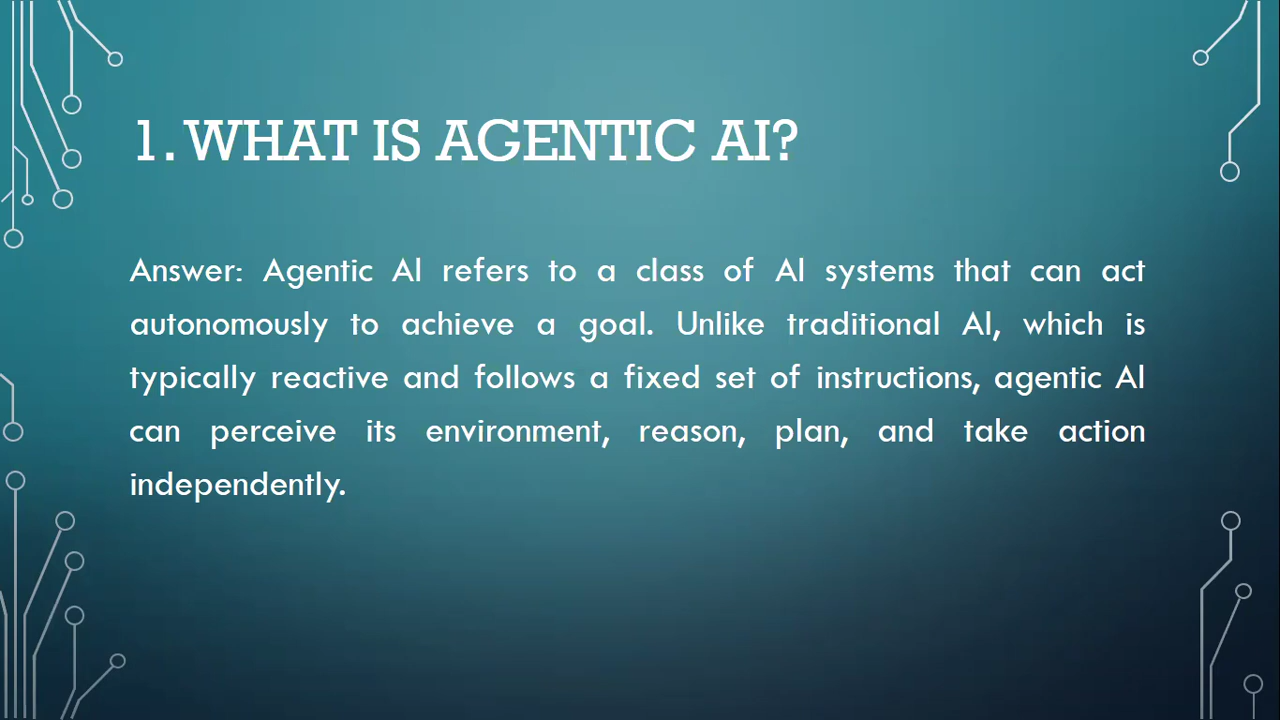 1. WHAT IS AGENTIC AI?
Answer: Agentic AI refers to a class of AI systems that can act
autonomously to achieve a goal. Unlike traditional AI, which is
typically reactive and follows a fixed set of instructions, agentic AI
can perceive its environment, reason, plan, and take action
independently.